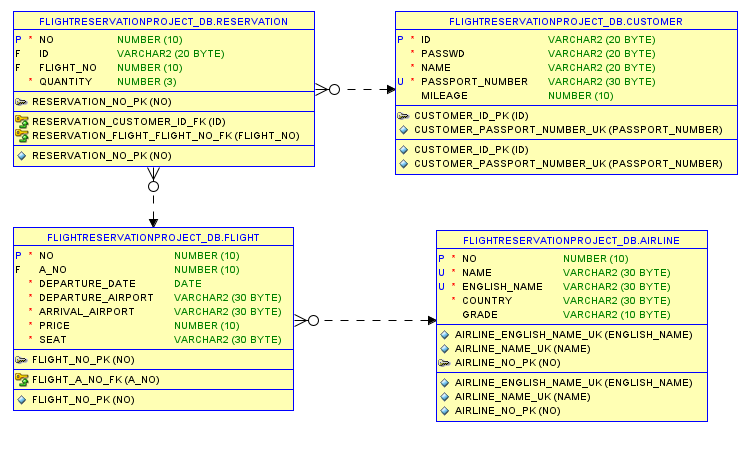 FLIGHTRESERVATIONPROJECT_DB.RESERVATION
P * NO NUMBER (10)
F ID VARCHAR2 (20 BYTE)
F FLIGHT_NO NUMBER (10)
* QUANTITY NUMBER (3)
RESERVATION_NO_PK (NO)
RESERVATION_CUSTOMER_ID_FK (ID)
RESERVATION_FLIGHT_FLIGHT_NO_FK (FLIGHT_NO)
RESERVATION_NO_PK (NO)
FLIGHTRESERVATIONPROJECT_DB.CUSTOMER
P * ID VARCHAR2 (20 BYTE)
* PASSWD VARCHAR2 (20 BYTE)
* NAME VARCHAR2 (20 BYTE)
U * PASSPORT_NUMBER VARCHAR2 (30 BYTE)
MILEAGE NUMBER (10)
CUSTOMER_ID_PK (ID)
CUSTOMER_PASSPORT_NUMBER_UK (PASSPORT_NUMBER)
CUSTOMER_ID_PK (ID)
CUSTOMER_PASSPORT_NUMBER_UK (PASSPORT_NUMBER)
FLIGHTRESERVATIONPROJECT_DB.FLIGHT
P * NO NUMBER (10)
F A_NO NUMBER (10)
* DEPARTURE_DATE DATE
* DEPARTURE_AIRPORT VARCHAR2 (30 BYTE)
* ARRIVAL_AIRPORT VARCHAR2 (30 BYTE)
* PRICE NUMBER (10)
* SEAT VARCHAR2 (30 BYTE)
FLIGHT_NO_PK (NO)
FLIGHT_A_NO_FK (A_NO)
FLIGHT_NO_PK (NO)
FLIGHTRESERVATIONPROJECT_DB.AIRLINE
P * NO NUMBER (10)
U * NAME VARCHAR2 (30 BYTE)
U * ENGLISH_NAME VARCHAR2 (30 BYTE)
* COUNTRY VARCHAR2 (30 BYTE)
GRADE VARCHAR2 (10 BYTE)
AIRLINE_ENGLISH_NAME_UK (ENGLISH_NAME)
AIRLINE_NAME_UK (NAME)
AIRLINE_NO_PK (NO)
AIRLINE_ENGLISH_NAME_UK (ENGLISH_NAME)
AIRLINE_NAME_UK (NAME)
AIRLINE_NO_PK (NO)